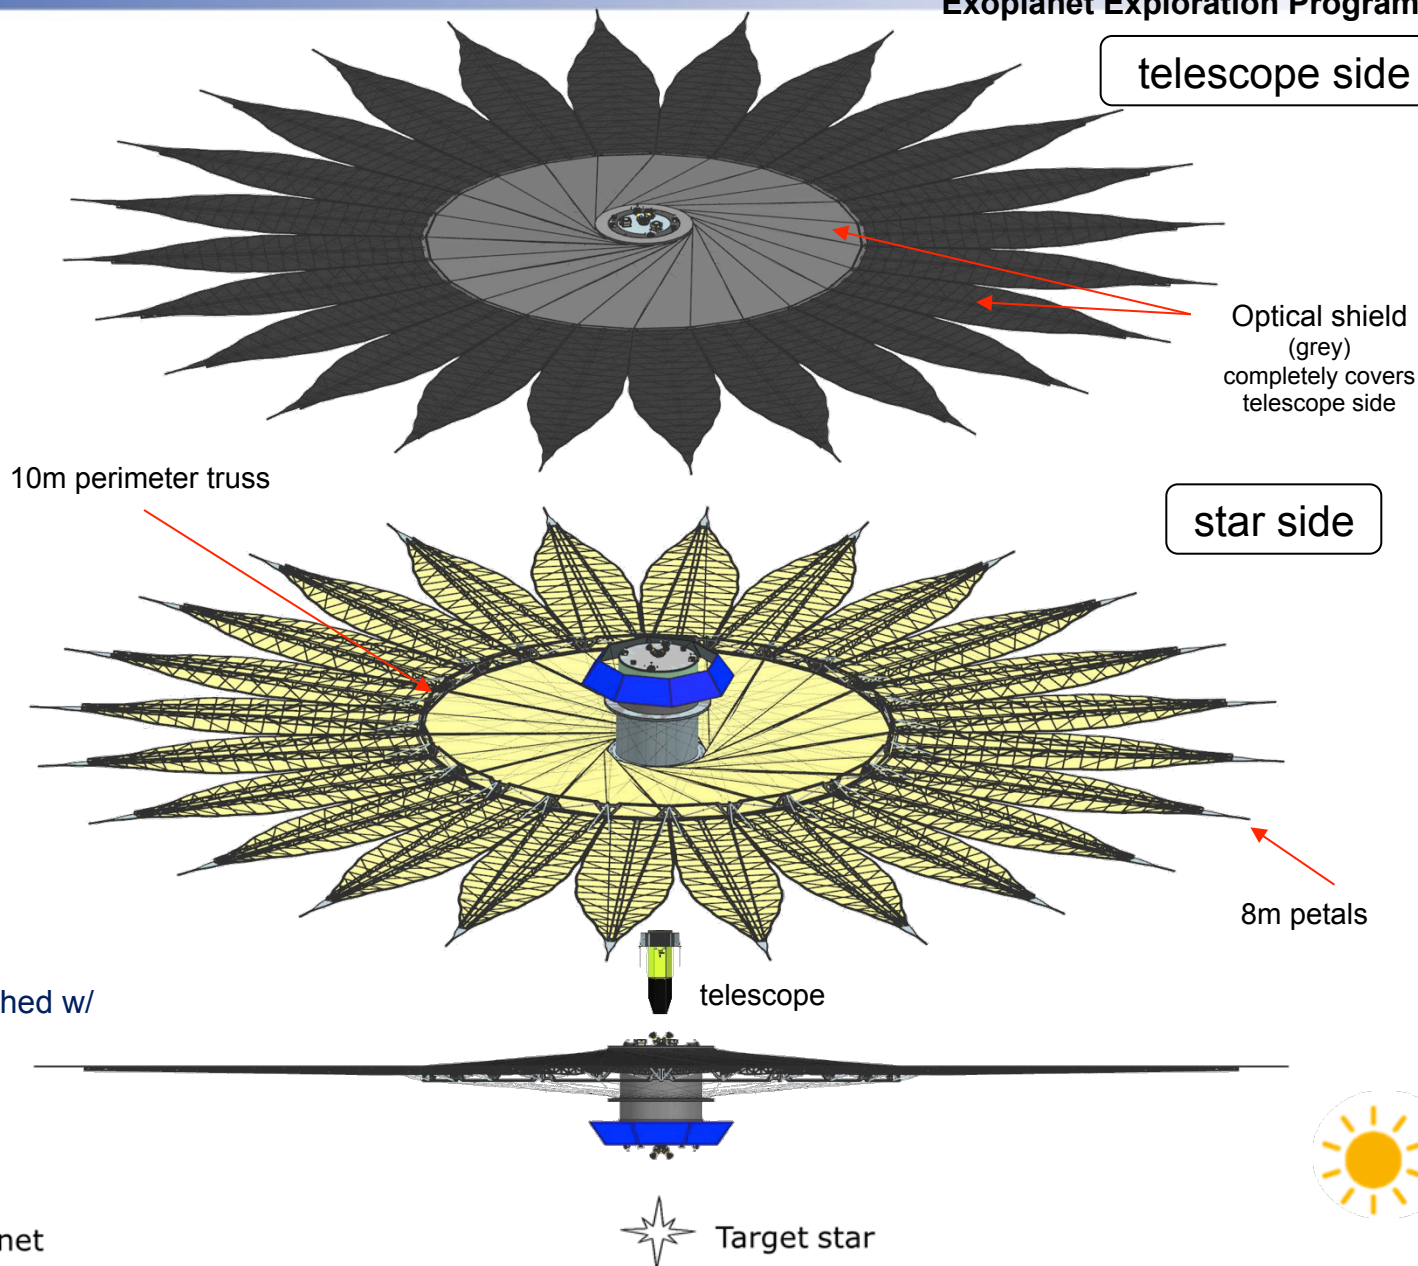 Exoplanet Exploration Program
telescope side
Optical shield
(grey)
completely covers
telescope side
10m perimeter truss
star side
8m petals
hed w/
telescope
Target star
net